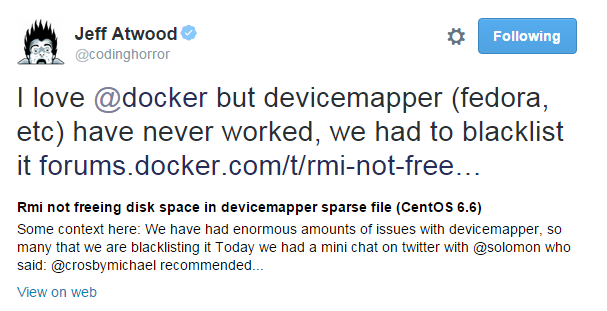 Jeff Atwood
@codinghorror
Following
I love @docker but devicemapper (fedora,
etc) have never worked, we had to blacklist
it forums.docker.com/t/rmi-not-free…
Rmi not freeing disk space in devicemapper sparse file (CentOS 6.6)
Some context here: We have had enormous amounts of issues with devicemapper, so
many that we are blacklisting it Today we had a mini chat on twitter with @solomon who
said: @crosbymichael recommended...
View on web